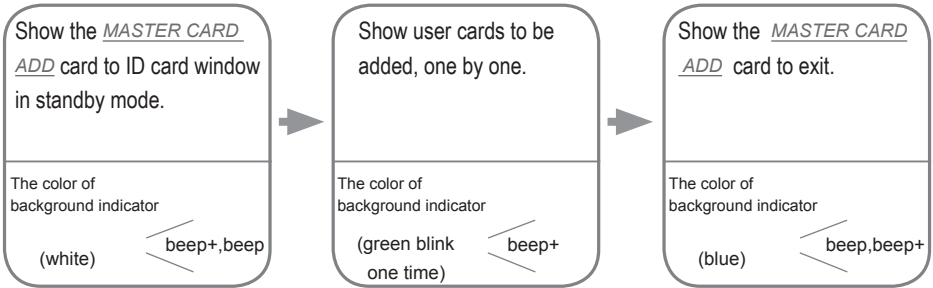 Show the MASTER CARD
ADD card to ID card window
in standby mode.
The color of
background indicator
(white)
beep+,beep
Show user cards to be
added, one by one.
The color of
background indicator
(green blink
one time)
beep+
Show the MASTER CARD
ADD card to exit.
The color of
background indicator
(blue)
beep,beep+